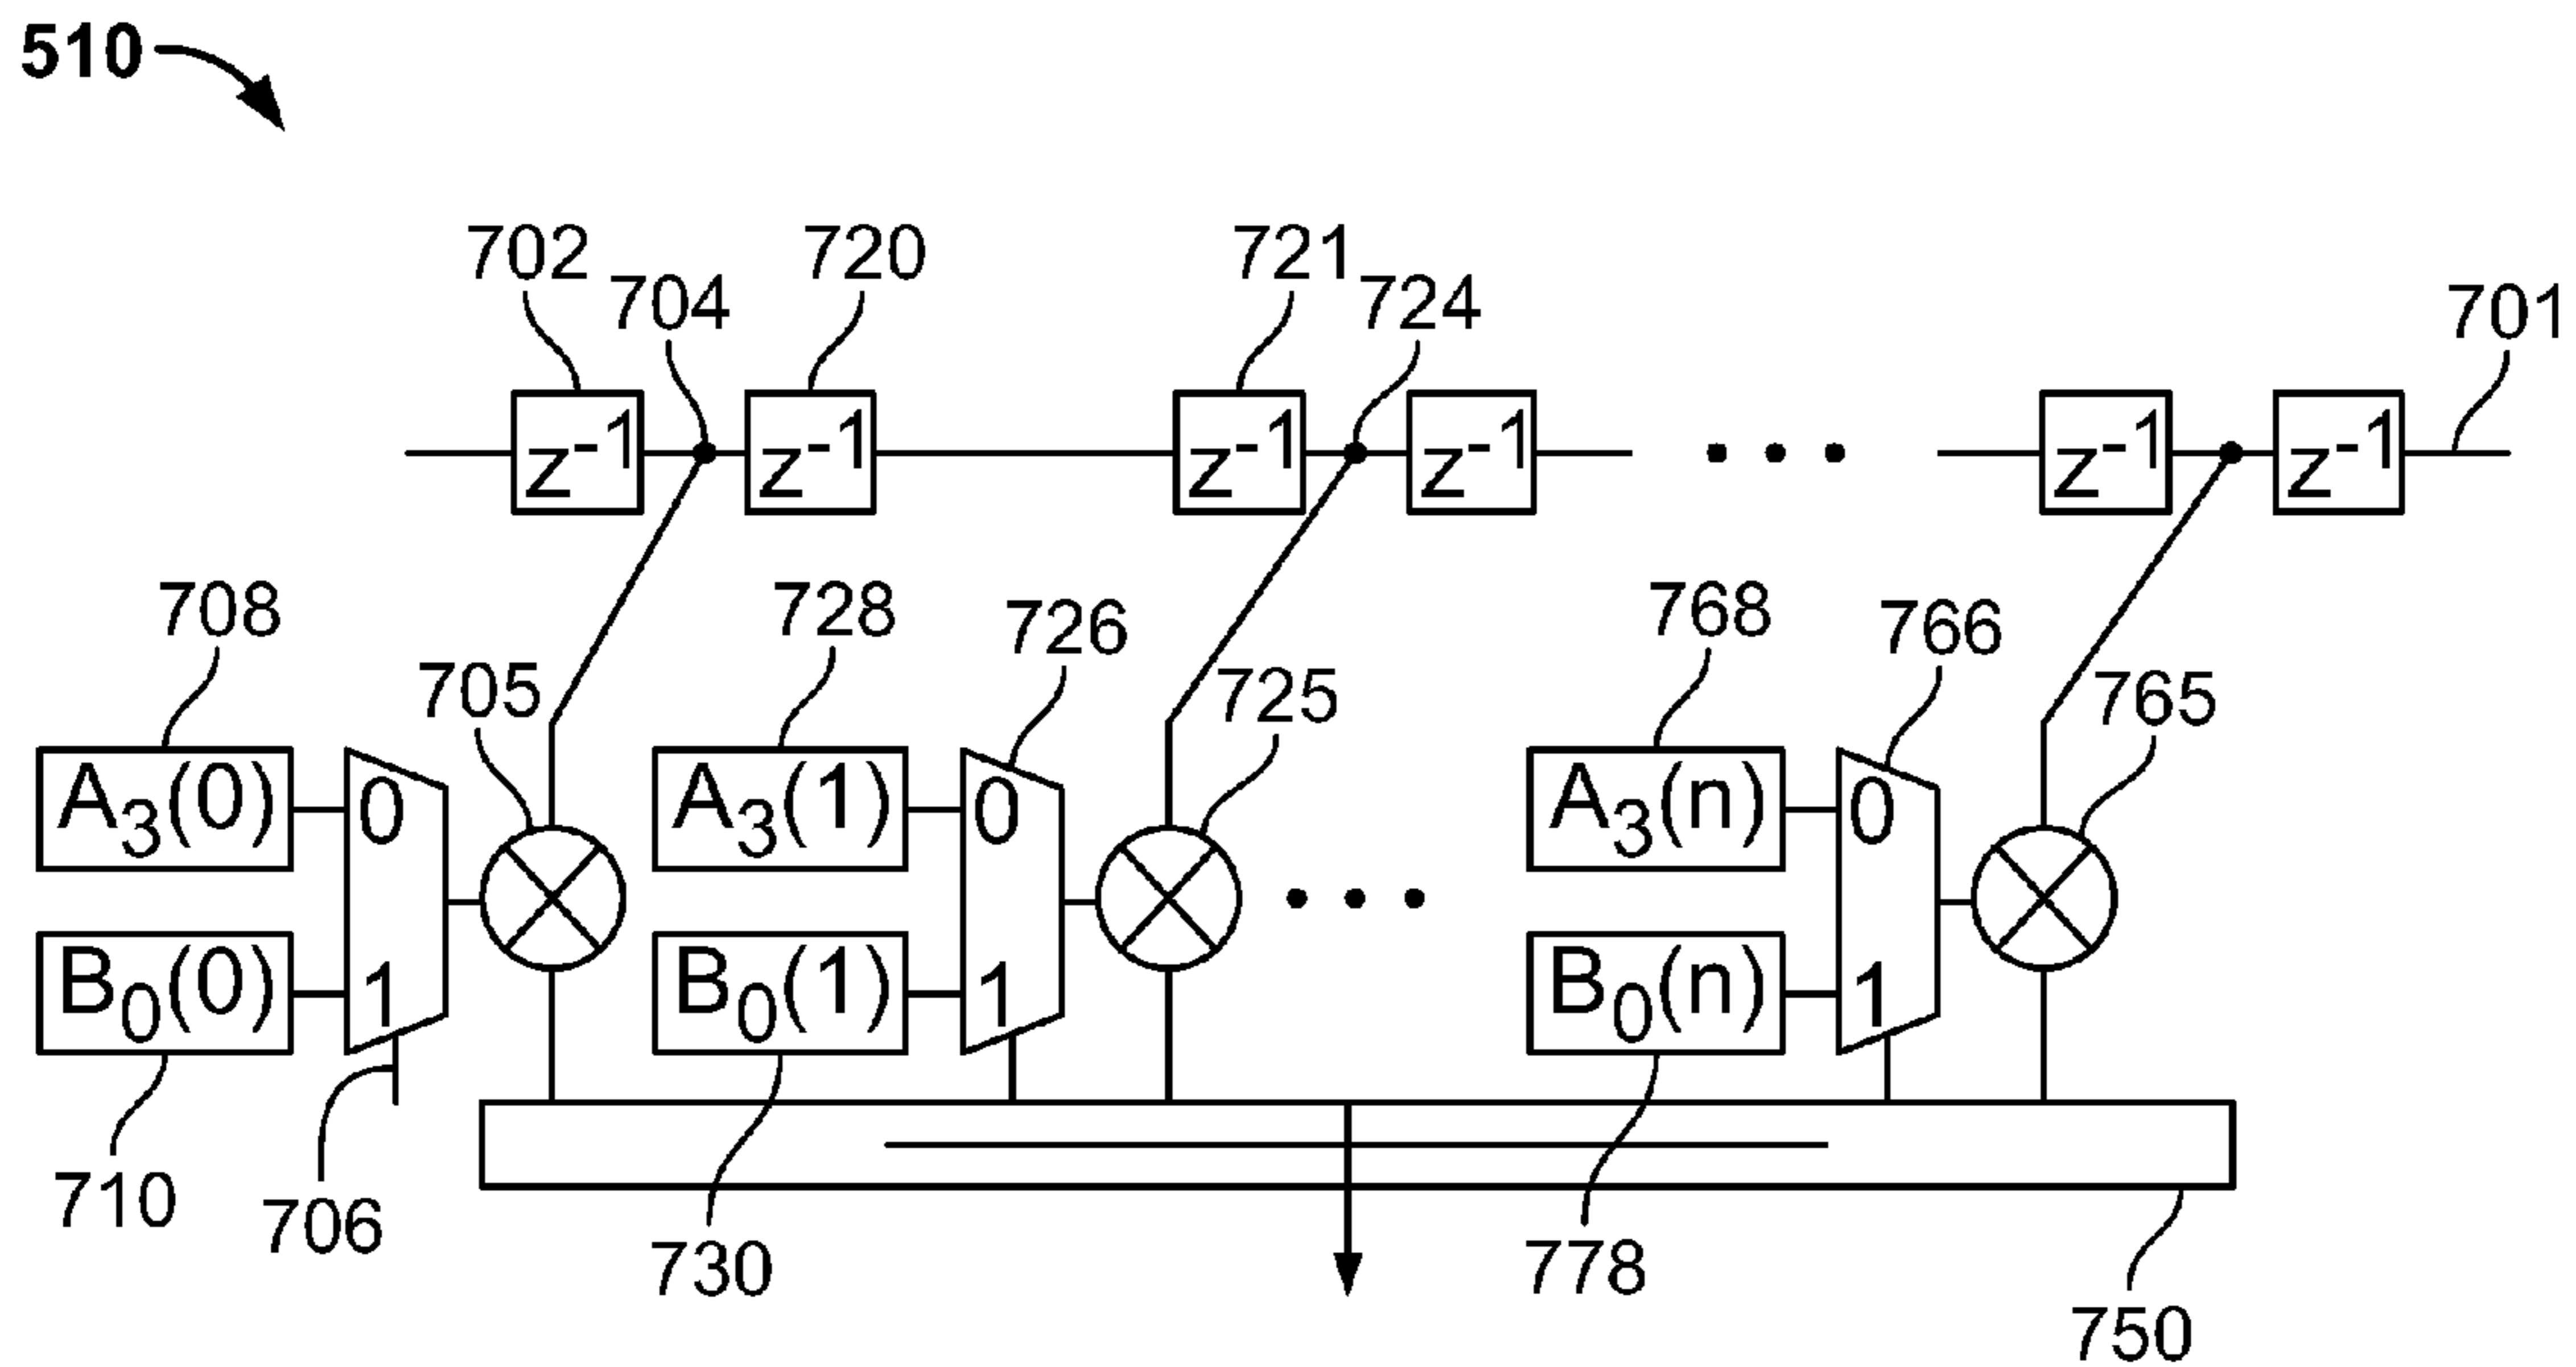 510
702 720 721
704 724 701
z⁻¹ z⁻¹ z⁻¹ z⁻¹ • • • z⁻¹ z⁻¹
708 728 726 768 766
705 725 765
A₃(0) 0 A₃(1) 0 A₃(n) 0
• • •
B₀(0) 1 B₀(1) 1 B₀(n) 1
710 706 730 778
750